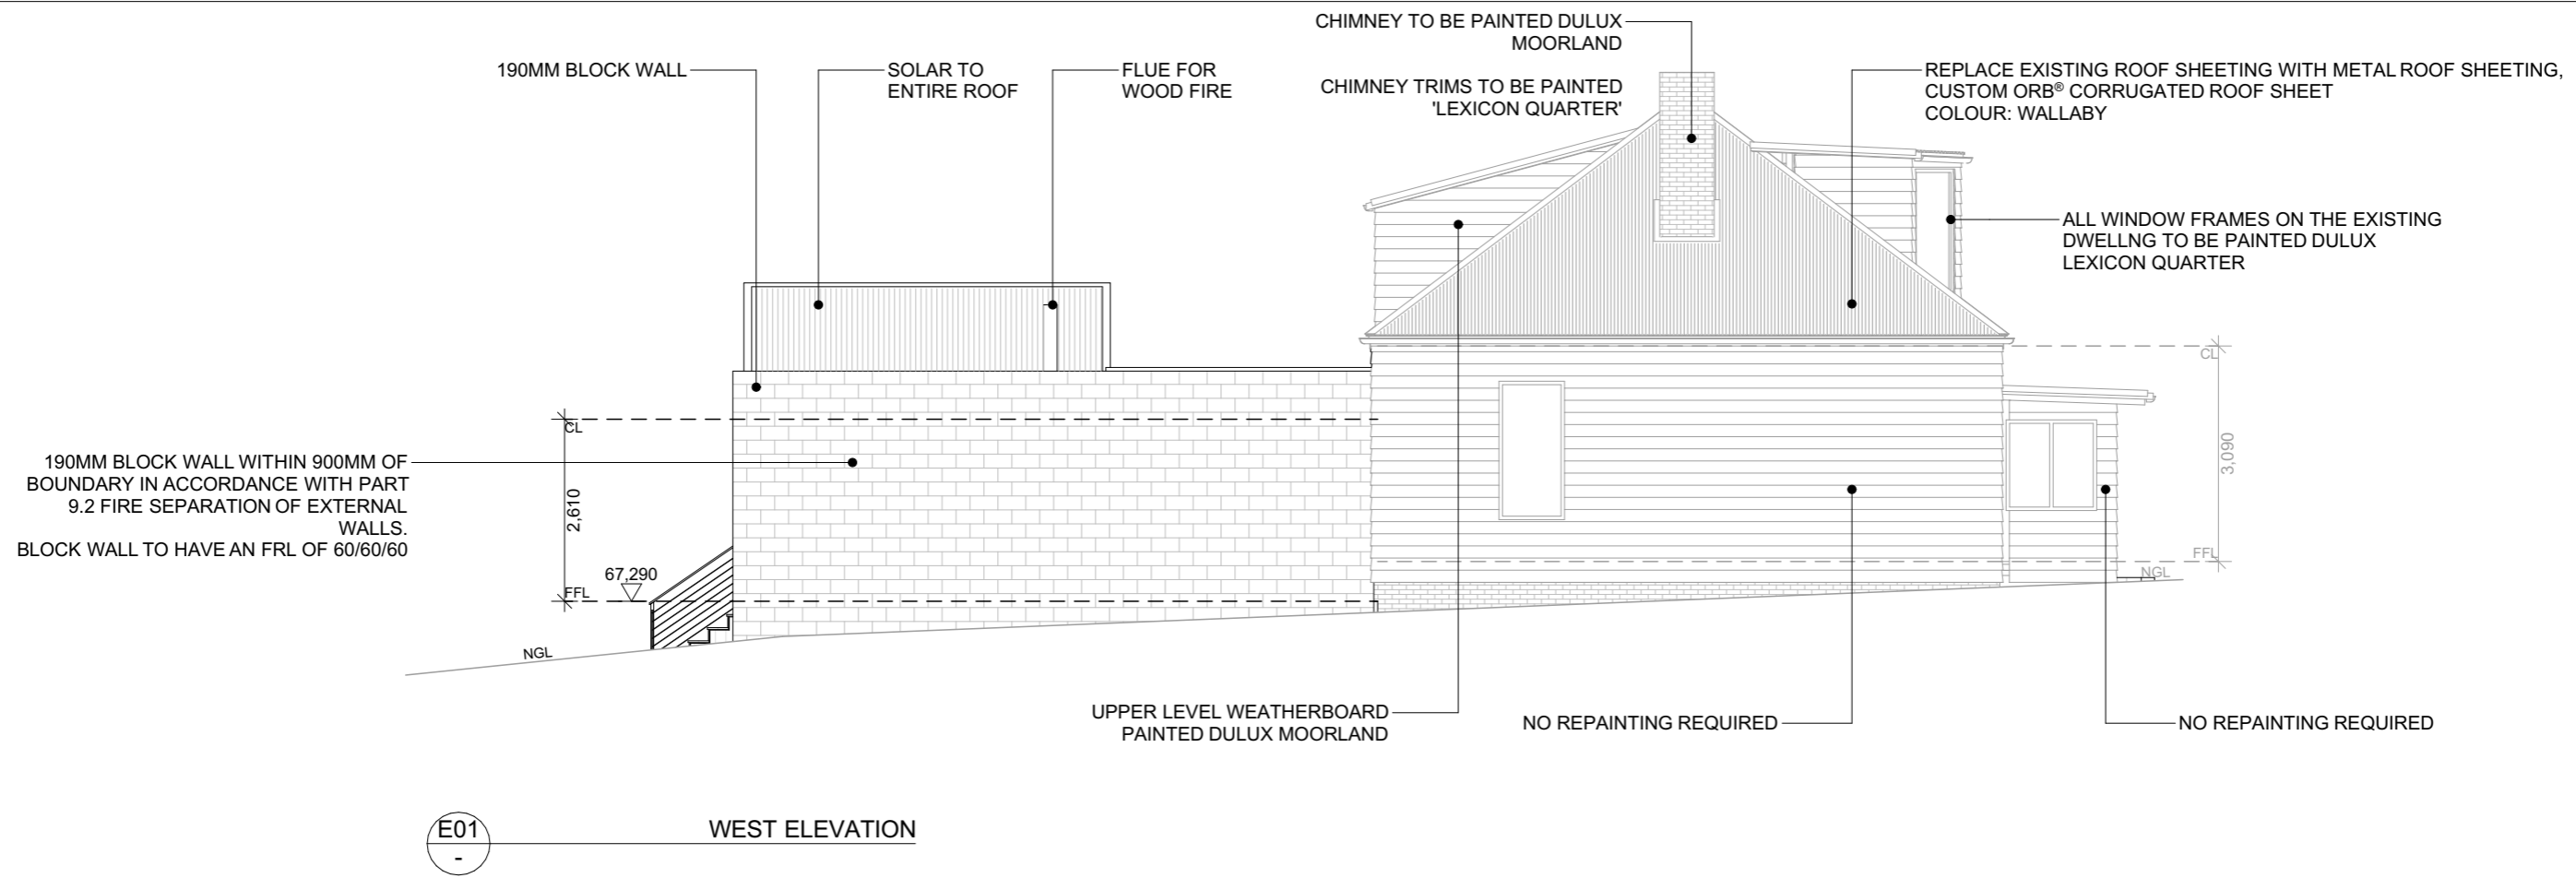 CHIMNEY TO BE PAINTED DULUX
MOORLAND
190MM BLOCK WALL
SOLAR TO
ENTIRE ROOF
FLUE FOR
WOOD FIRE
CHIMNEY TRIMS TO BE PAINTED
'LEXICON QUARTER'
REPLACE EXISTING ROOF SHEETING WITH METAL ROOF SHEETING,
CUSTOM ORB® CORRUGATED ROOF SHEET
COLOUR: WALLABY
ALL WINDOW FRAMES ON THE EXISTING
DWELLNG TO BE PAINTED DULUX
LEXICON QUARTER
CL
3,090
FFL
NGL
CL
190MM BLOCK WALL WITHIN 900MM OF
BOUNDARY IN ACCORDANCE WITH PART
9.2 FIRE SEPARATION OF EXTERNAL
WALLS.
BLOCK WALL TO HAVE AN FRL OF 60/60/60
2,610
67,290
FFL
NGL
UPPER LEVEL WEATHERBOARD
PAINTED DULUX MOORLAND
NO REPAINTING REQUIRED
NO REPAINTING REQUIRED
E01
-
WEST ELEVATION